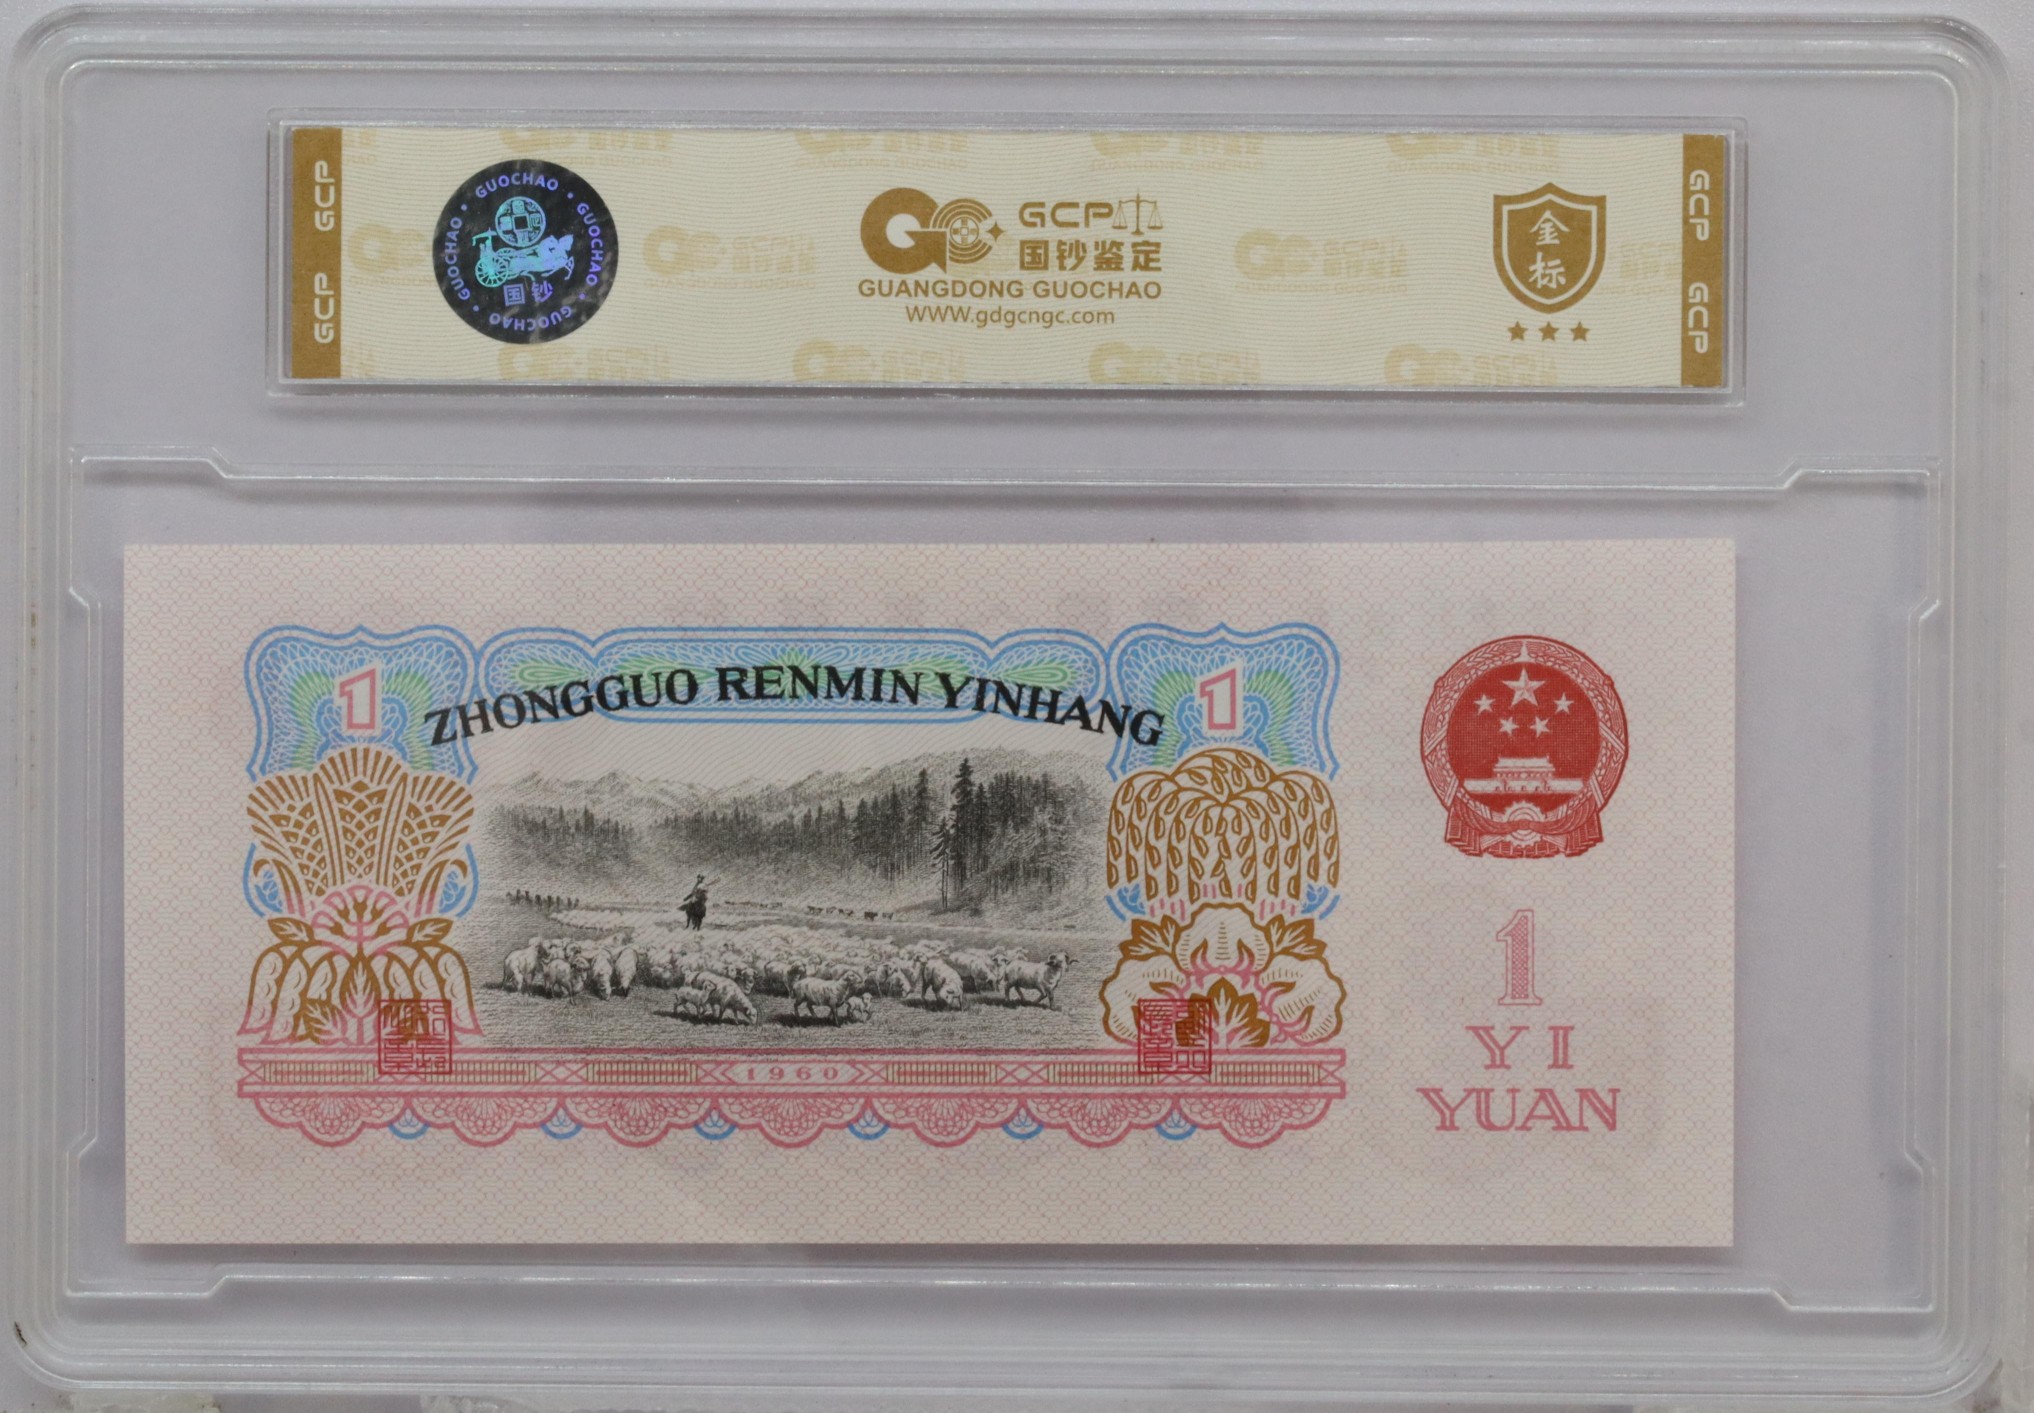 GCP GCP
GUOCHAO • GUOCHAO • GUOCHAO • GUOCHAO •
国钞
GCP
国钞鉴定
GUANGDONG GUOCHAO
WWW.gdgcngc.com
金
标
GCP GCP
ZHONGGUO RENMIN YINHANG
1
1
1
YI
YUAN
1960